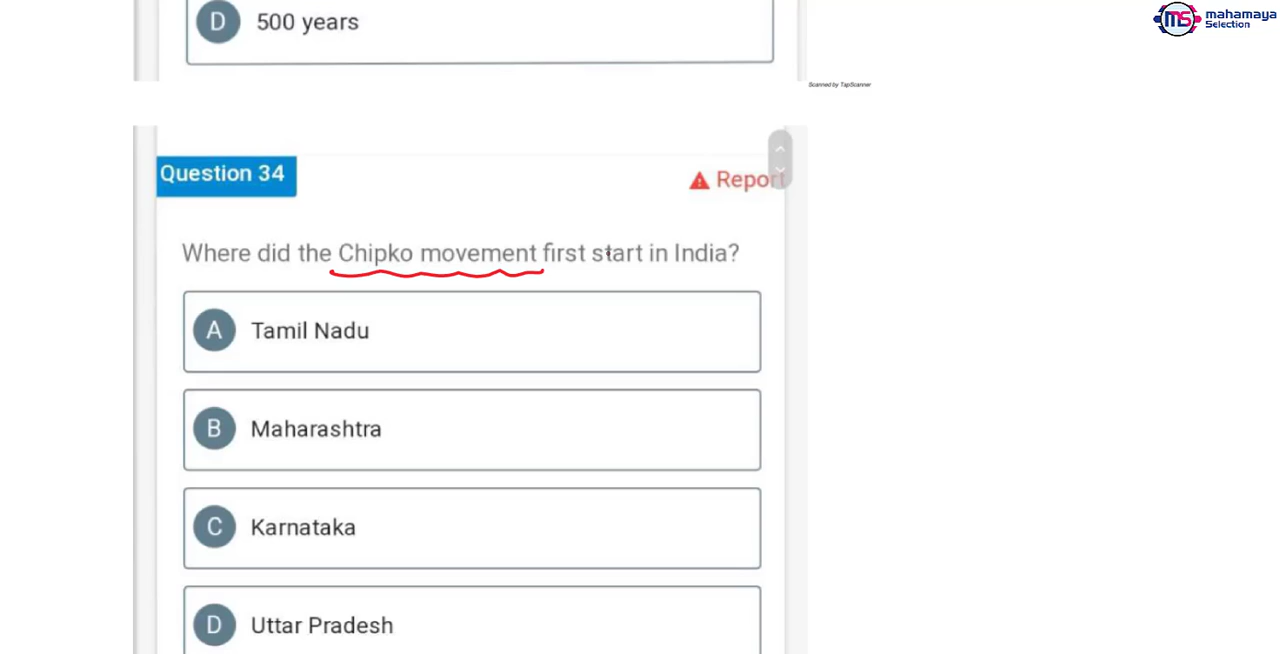 D 500 years
mahamaya
Selection
Scanned by TapScanner
Question 34
Report
Where did the Chipko movement first start in India?
A Tamil Nadu
B Maharashtra
C Karnataka
D Uttar Pradesh